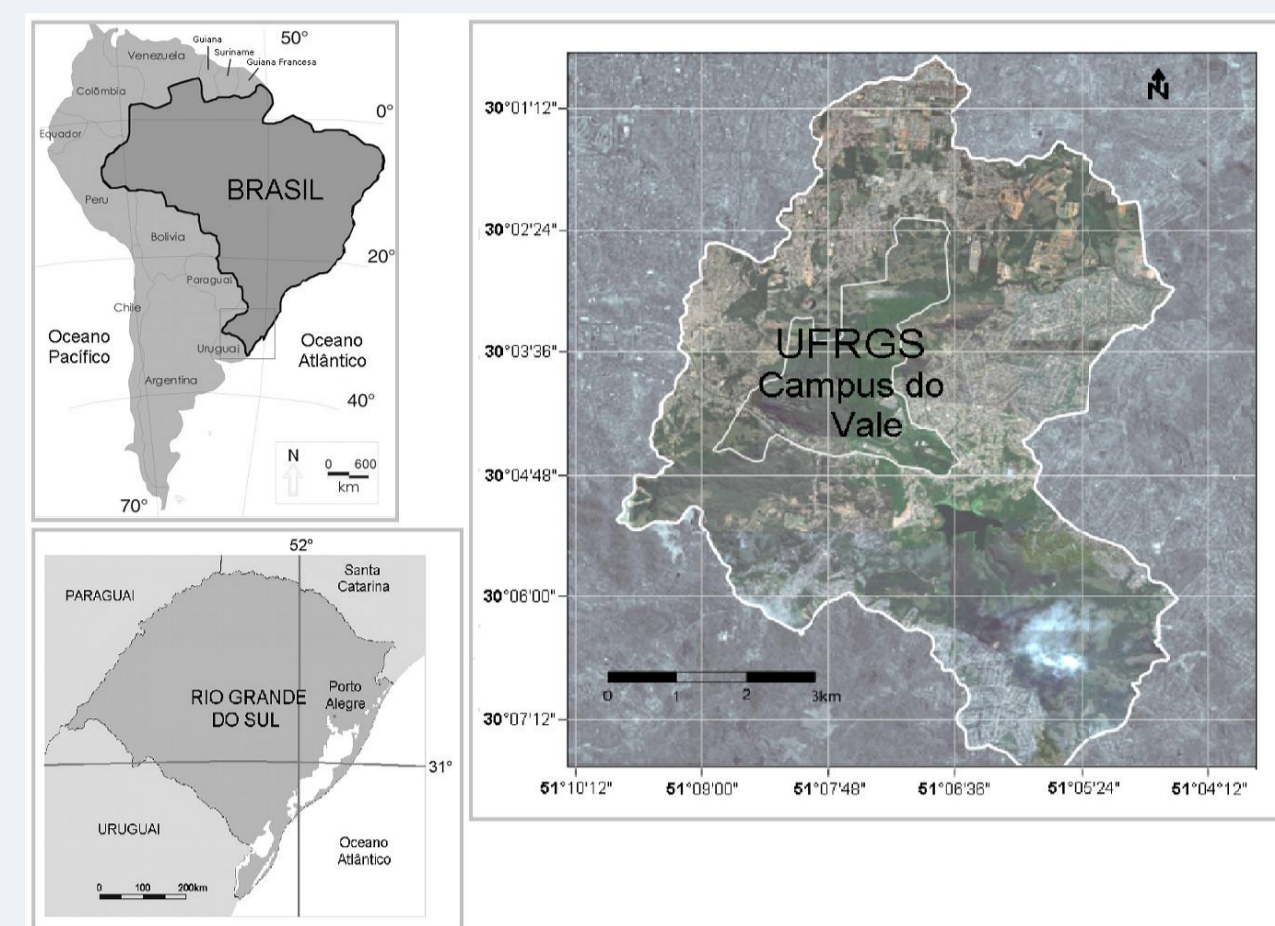 Guiana
50°
Venezuela
Suriname
Guiana Francesa
Colômbia
0°
Equador
BRASIL
Peru
Bolivia
20°
Paraguai
Chile
Oceano
Pacífico
Uruguai
Oceano
Atlântico
Argentina
40°
N
0 600
km
70°
52°
PARAGUAI
Santa
Catarina
RIO GRANDE
DO SUL
Porto
Alegre
31°
URUGUAI
Oceano
Atlântico
0 100 200km
N
30°01'12"
30°02'24"
30°03'36"
UFRGS
Campus do
Vale
30°04'48"
30°06'00"
0 1 2 3km
30°07'12"
51°10'12" 51°09'00" 51°07'48" 51°06'36" 51°05'24" 51°04'12"